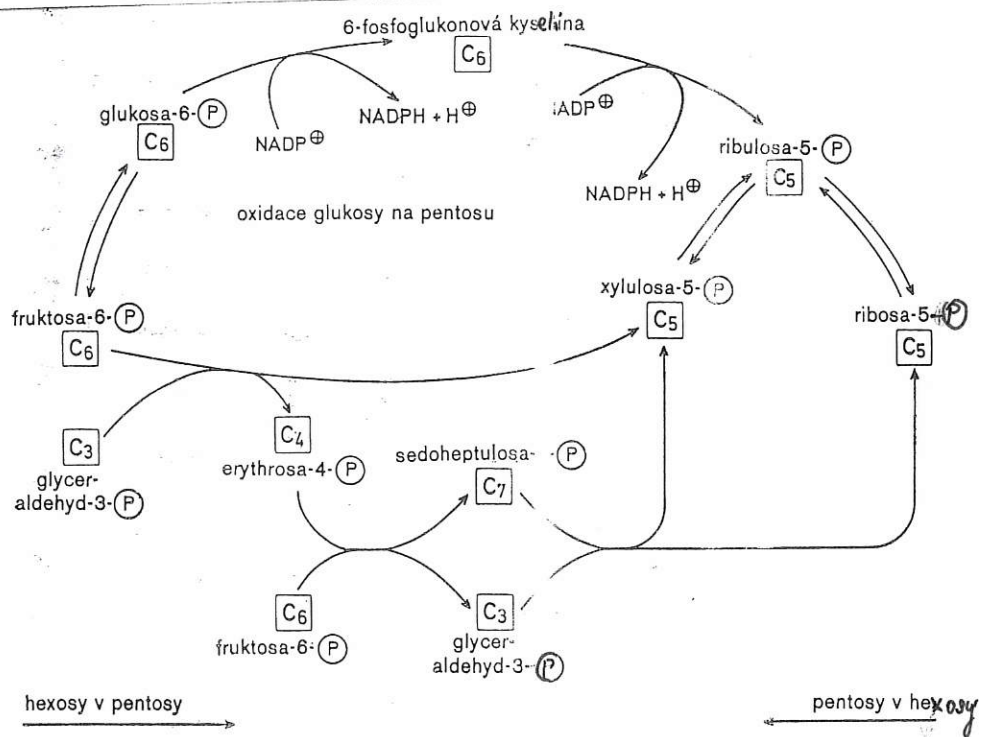 6-fosfoglukonová kyselina
C6
glukosa-6-P
C6
NADP⊕
NADPH + H⊕
ADP⊕
NADPH + H⊕
ribulosa-5-P
C5
oxidace glukosy na pentosu
xylulosa-5-P
C5
ribosa-5-P
C5
fruktosa-6-P
C6
C3
glycer-
aldehyd-3-P
C4
erythrosa-4-P
sedoheptulosa- -P
C7
C6
fruktosa-6-P
C3
glycer-
aldehyd-3-P
hexosy v pentosy
pentosy v hexosy